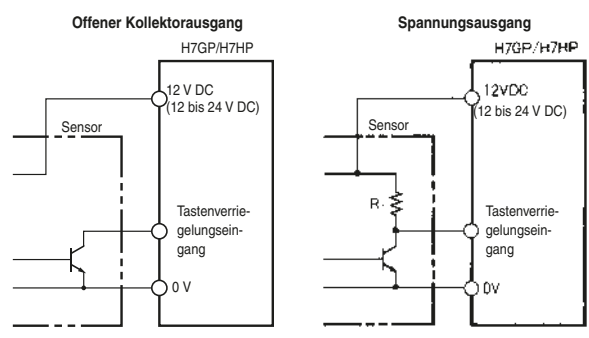 Offener Kollektorausgang
H7GP/H7HP
12 V DC
(12 bis 24 V DC)
Sensor
Tastenverrie-
gelungsein-
gang
0 V
Spannungsausgang
H7GP/H7HP
12VDC
(12 bis 24 V DC)
Sensor
R
Tastenverrie-
gelungsein-
gang
0V